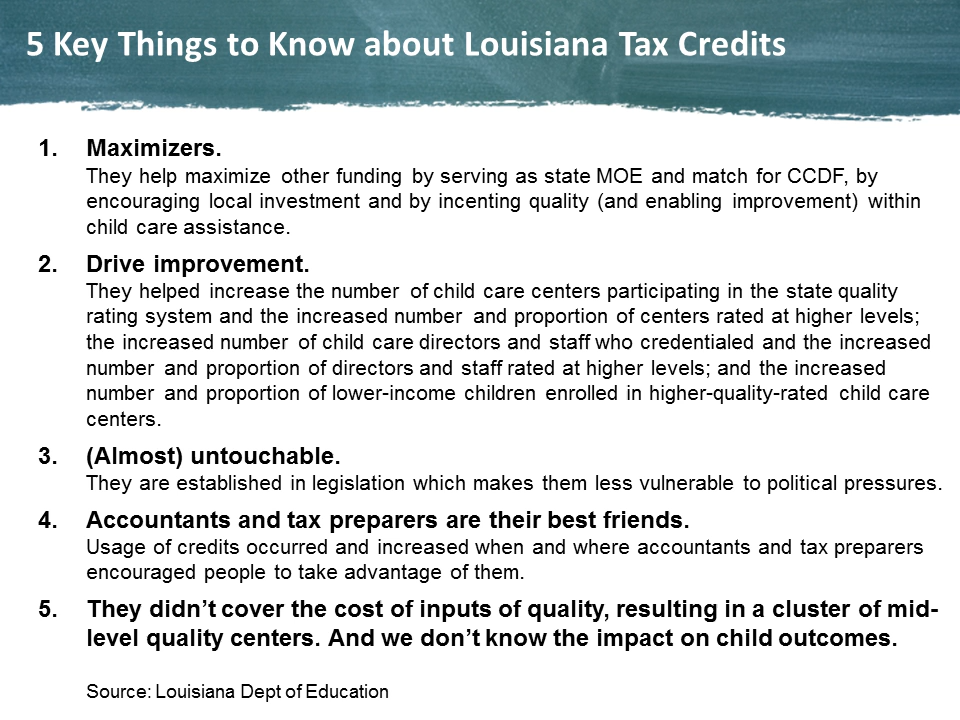 5 Key Things to Know about Louisiana Tax Credits
1. Maximizers.
They help maximize other funding by serving as state MOE and match for CCDF, by
encouraging local investment and by incenting quality (and enabling improvement) within
child care assistance.
2. Drive improvement.
They helped increase the number of child care centers participating in the state quality
rating system and the increased number and proportion of centers rated at higher levels;
the increased number of child care directors and staff who credentialed and the increased
number and proportion of directors and staff rated at higher levels; and the increased
number and proportion of lower-income children enrolled in higher-quality-rated child care
centers.
3. (Almost) untouchable.
They are established in legislation which makes them less vulnerable to political pressures.
4. Accountants and tax preparers are their best friends.
Usage of credits occurred and increased when and where accountants and tax preparers
encouraged people to take advantage of them.
5. They didn’t cover the cost of inputs of quality, resulting in a cluster of mid-
level quality centers. And we don’t know the impact on child outcomes.
Source: Louisiana Dept of Education